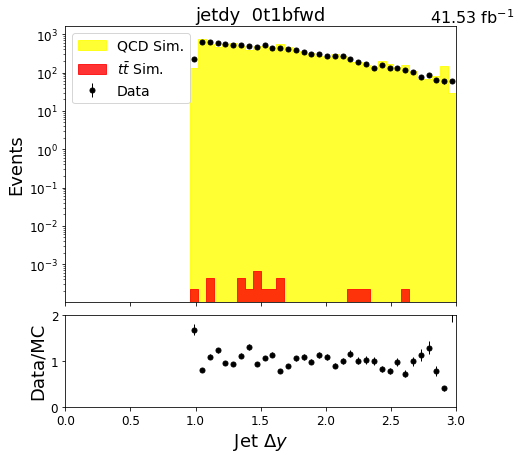 jetdy  0t1bfwd
41.53 fb⁻¹
QCD Sim.
tt̄ Sim.
Data
Events
10³
10²
10¹
10⁰
10⁻¹
10⁻²
10⁻³
Data/MC
2
1
0
0.0 0.5 1.0 1.5 2.0 2.5 3.0
Jet Δy